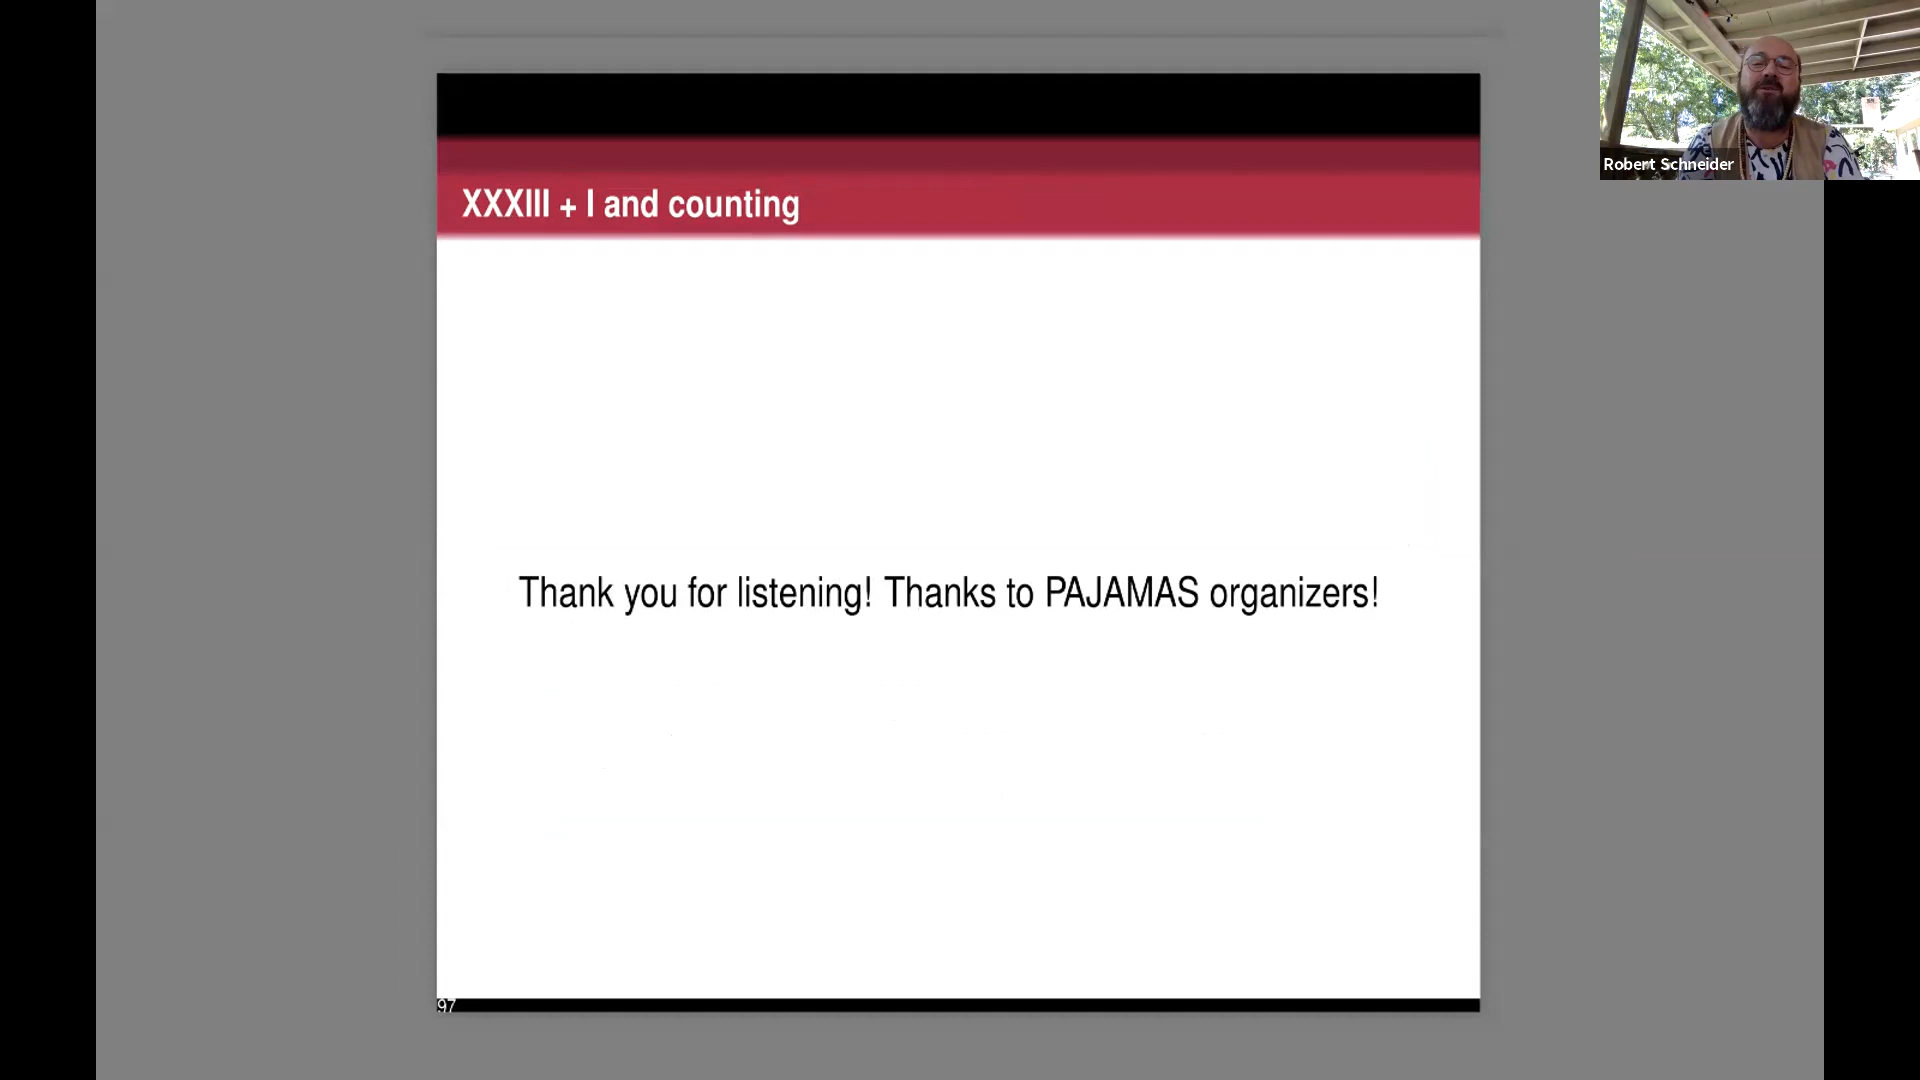 Robert Schneider
XXXIII + I and counting
Thank you for listening! Thanks to PAJAMAS organizers!
97